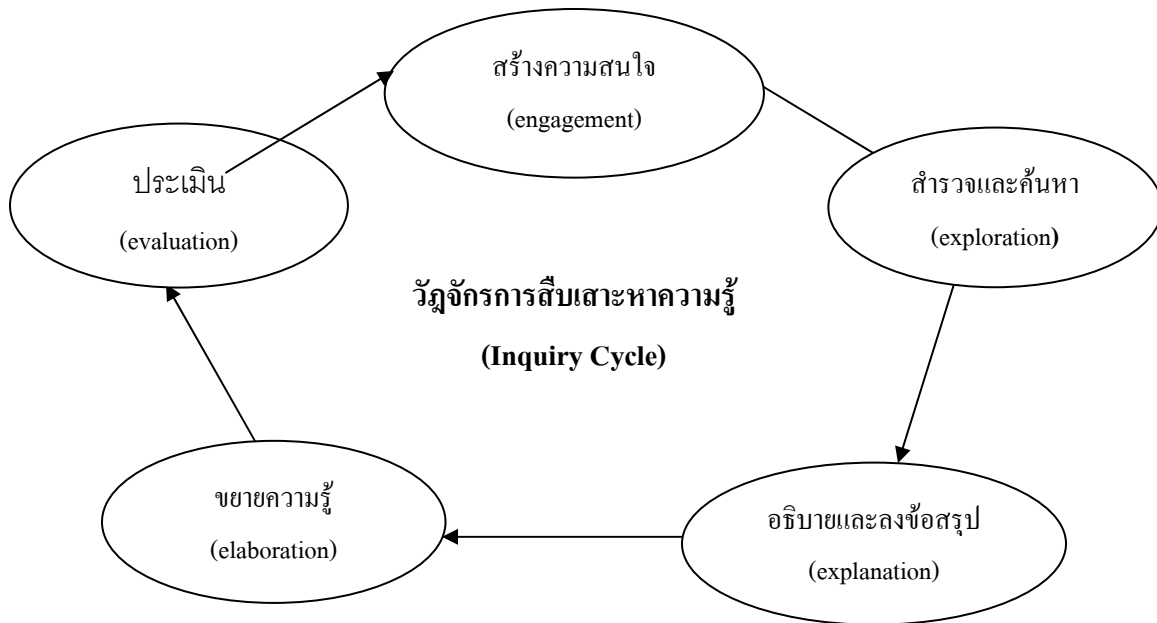 สร้างความสนใจ
(engagement)
สำรวจและค้นหา
(exploration)
อธิบายและลงข้อสรุป
(explanation)
ขยายความรู้
(elaboration)
ประเมิน
(evaluation)
วัฎจักรการสืบเสาะหาความรู้
(Inquiry Cycle)